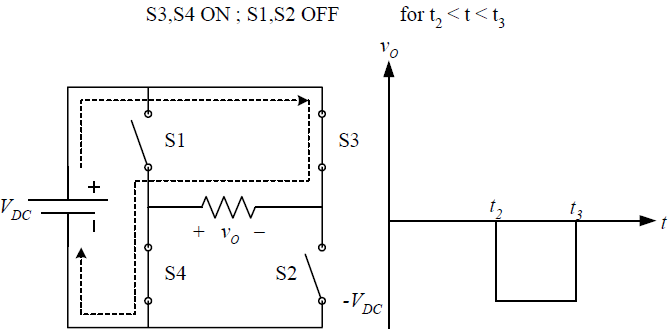 S3,S4 ON ; S1,S2 OFF for t2 < t < t3
vO
S1 S3
+
VDC
−
+ vO −
t2 t3 t
S4 S2
-VDC